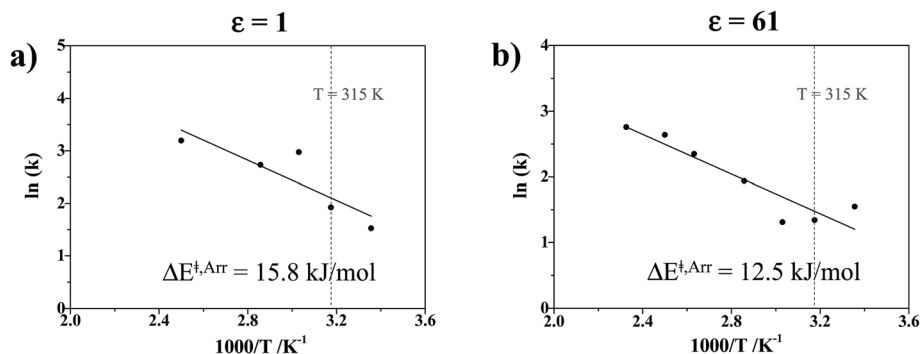 ε = 1
a)
5
4
3
2
1
0
ln (k)
T = 315 K
ΔE‡,Arr = 15.8 kJ/mol
2.0 2.4 2.8 3.2 3.6
1000/T /K-1
ε = 61
b)
4
3
2
1
0
ln (k)
T = 315 K
ΔE‡,Arr = 12.5 kJ/mol
2.0 2.4 2.8 3.2 3.6
1000/T /K-1